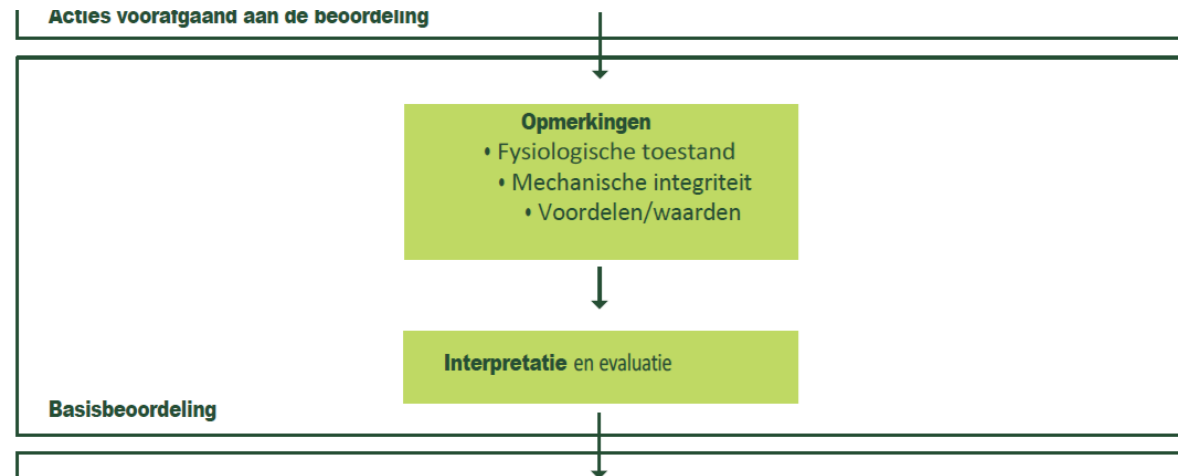 Acties voorafgaand aan de beoordeling
Opmerkingen
• Fysiologische toestand
• Mechanische integriteit
• Voordelen/waarden
Interpretatie en evaluatie
Basisbeoordeling